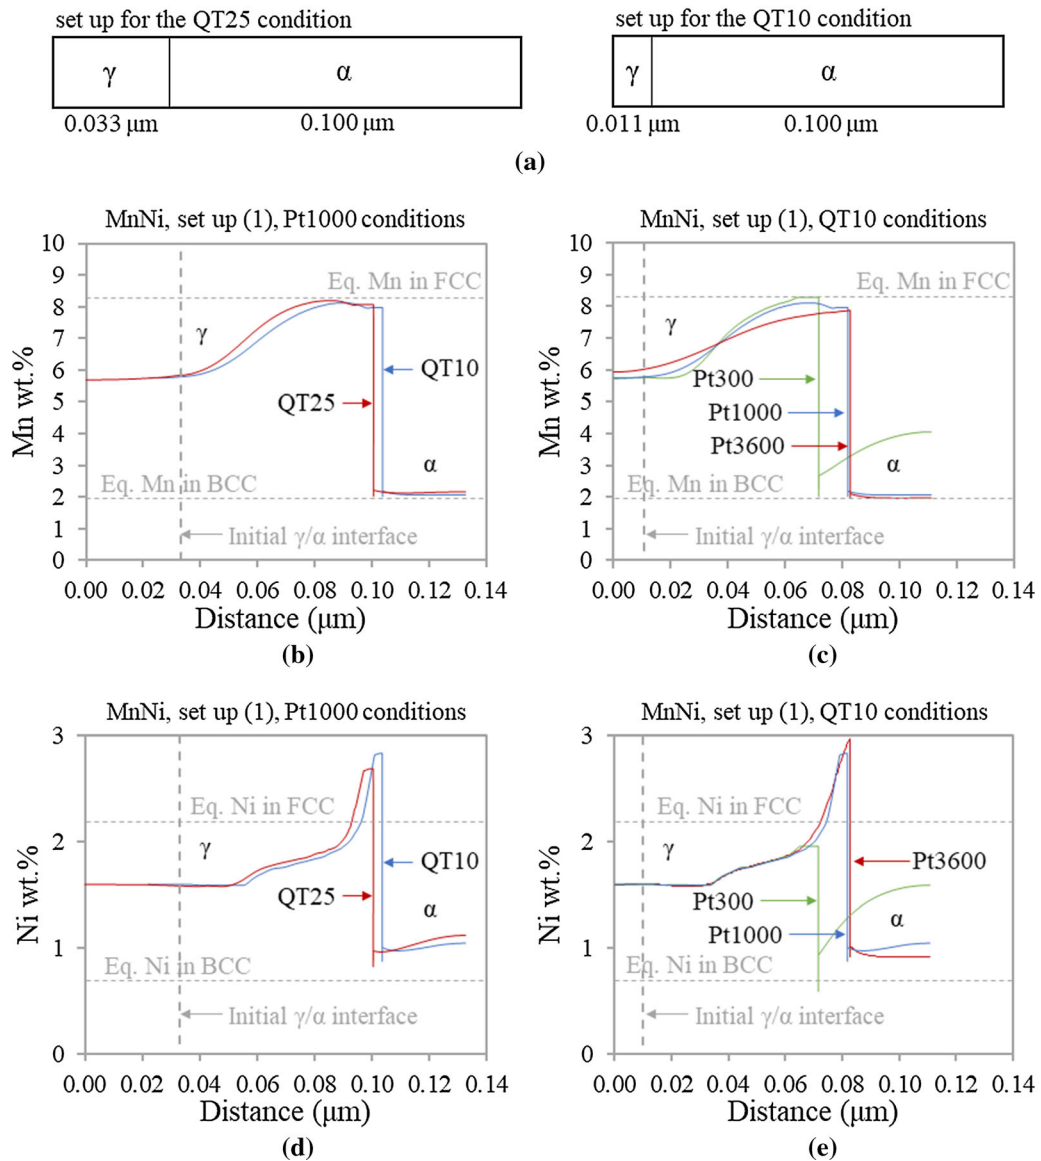 set up for the QT25 condition
set up for the QT10 condition
γ
α
γ
α
0.033 μm
0.100 μm
0.011 μm
0.100 μm
(a)
MnNi, set up (1), Pt1000 conditions
10
9
8
7
6
5
4
3
2
1
0
Mn wt.%
Eq. Mn in FCC
γ
QT10
QT25
α
Eq. Mn in BCC
Initial γ/α interface
0.00 0.02 0.04 0.06 0.08 0.10 0.12 0.14
Distance (μm)
(b)
MnNi, set up (1), QT10 conditions
10
9
8
7
6
5
4
3
2
1
0
Mn wt.%
Eq. Mn in FCC
γ
Pt300
Pt1000
Pt3600
α
Eq. Mn in BCC
Initial γ/α interface
0.00 0.02 0.04 0.06 0.08 0.10 0.12 0.14
Distance (μm)
(c)
MnNi, set up (1), Pt1000 conditions
3
2
1
0
Ni wt.%
Eq. Ni in FCC
γ
QT10
QT25
α
Eq. Ni in BCC
Initial γ/α interface
0.00 0.02 0.04 0.06 0.08 0.10 0.12 0.14
Distance (μm)
(d)
MnNi, set up (1), QT10 conditions
3
2
1
0
Ni wt.%
Eq. Ni in FCC
γ
Pt3600
Pt300
α
Pt1000
Eq. Ni in BCC
Initial γ/α interface
0.00 0.02 0.04 0.06 0.08 0.10 0.12 0.14
Distance (μm)
(e)